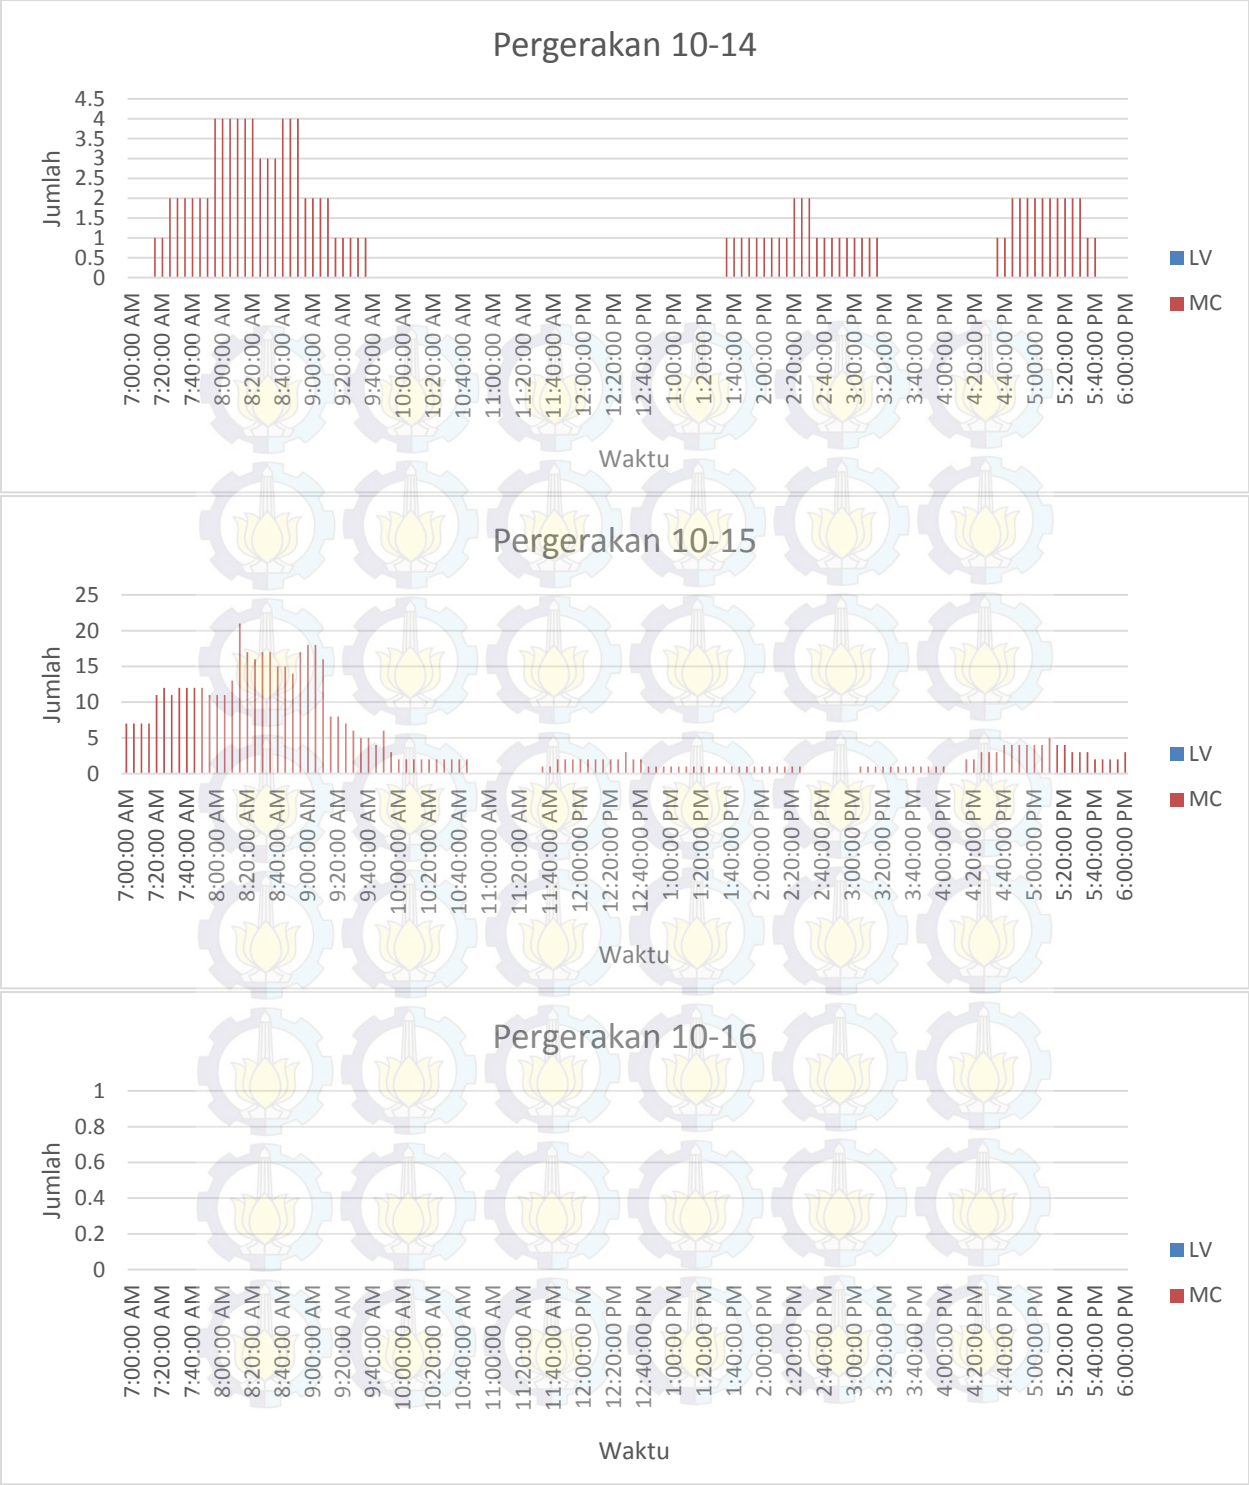 Pergerakan 10-14
4.5
4
3.5
3
2.5
2
1.5
1
0.5
0
Jumlah
7:00:00 AM
7:20:00 AM
7:40:00 AM
8:00:00 AM
8:20:00 AM
8:40:00 AM
9:00:00 AM
9:20:00 AM
9:40:00 AM
10:00:00 AM
10:20:00 AM
10:40:00 AM
11:00:00 AM
11:20:00 AM
11:40:00 AM
12:00:00 PM
12:20:00 PM
12:40:00 PM
1:00:00 PM
1:20:00 PM
1:40:00 PM
2:00:00 PM
2:20:00 PM
2:40:00 PM
3:00:00 PM
3:20:00 PM
3:40:00 PM
4:00:00 PM
4:20:00 PM
4:40:00 PM
5:00:00 PM
5:20:00 PM
5:40:00 PM
6:00:00 PM
Waktu
LV
MC
Pergerakan 10-15
25
20
15
10
5
0
Jumlah
7:00:00 AM
7:20:00 AM
7:40:00 AM
8:00:00 AM
8:20:00 AM
8:40:00 AM
9:00:00 AM
9:20:00 AM
9:40:00 AM
10:00:00 AM
10:20:00 AM
10:40:00 AM
11:00:00 AM
11:20:00 AM
11:40:00 AM
12:00:00 PM
12:20:00 PM
12:40:00 PM
1:00:00 PM
1:20:00 PM
1:40:00 PM
2:00:00 PM
2:20:00 PM
2:40:00 PM
3:00:00 PM
3:20:00 PM
3:40:00 PM
4:00:00 PM
4:20:00 PM
4:40:00 PM
5:00:00 PM
5:20:00 PM
5:40:00 PM
6:00:00 PM
Waktu
LV
MC
Pergerakan 10-16
1
0.8
0.6
0.4
0.2
0
Jumlah
7:00:00 AM
7:20:00 AM
7:40:00 AM
8:00:00 AM
8:20:00 AM
8:40:00 AM
9:00:00 AM
9:20:00 AM
9:40:00 AM
10:00:00 AM
10:20:00 AM
10:40:00 AM
11:00:00 AM
11:20:00 AM
11:40:00 AM
12:00:00 PM
12:20:00 PM
12:40:00 PM
1:00:00 PM
1:20:00 PM
1:40:00 PM
2:00:00 PM
2:20:00 PM
2:40:00 PM
3:00:00 PM
3:20:00 PM
3:40:00 PM
4:00:00 PM
4:20:00 PM
4:40:00 PM
5:00:00 PM
5:20:00 PM
5:40:00 PM
6:00:00 PM
Waktu
LV
MC